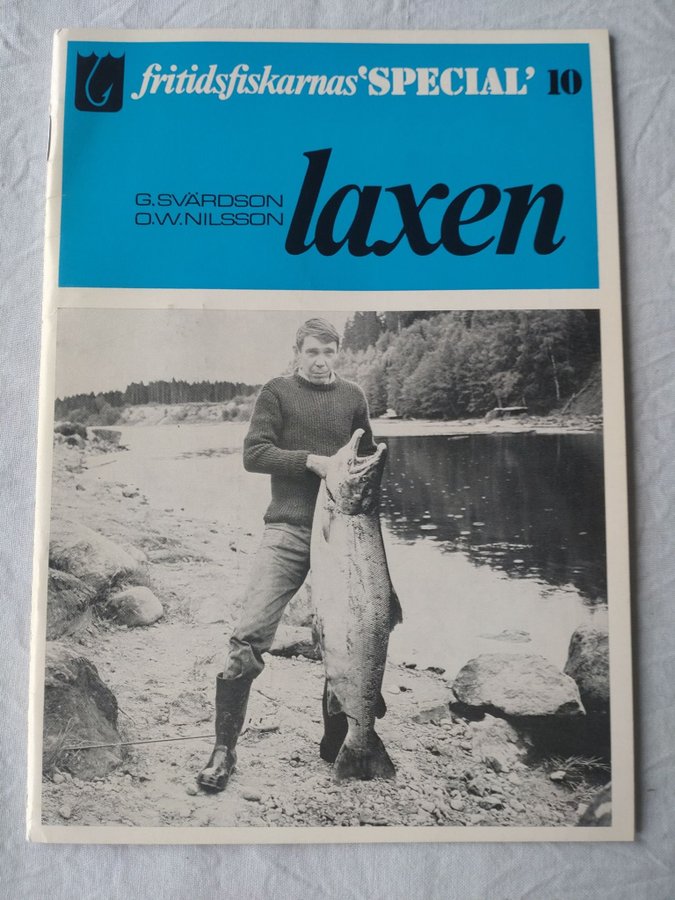 fritidsfiskarnas 'SPECIAL' 10
G. SVÄRDSON
O.W. NILSSON
laxen